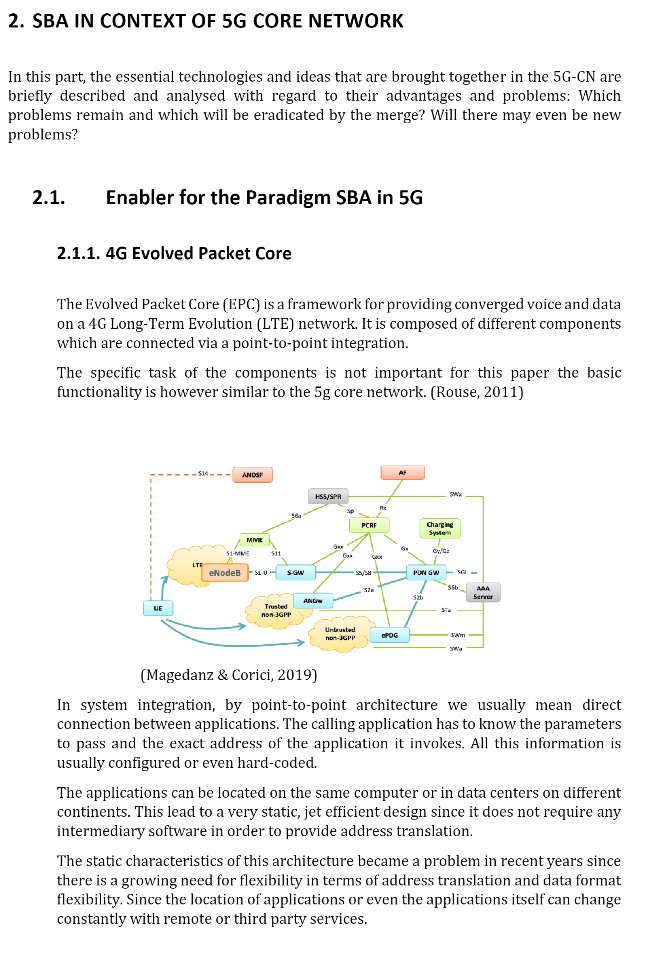 2. SBA IN CONTEXT OF 5G CORE NETWORK
In this part, the essential technologies and ideas that are brought together in the 5G-CN are
briefly described and analysed with regard to their advantages and problems: Which
problems remain and which will be eradicated by the merge? Will there may even be new
problems?
2.1. Enabler for the Paradigm SBA in 5G
2.1.1. 4G Evolved Packet Core
The Evolved Packet Core (EPC) is a framework for providing converged voice and data
on a 4G Long-Term Evolution (LTE) network. It is composed of different components
which are connected via a point-to-point integration.
The specific task of the components is not important for this paper the basic
functionality is however similar to the 5g core network. (Rouse, 2011)
S14
ANDSF
AF
HSS/SPR
SWx
S6a
Sp
Rx
PCRF
Charging
System
MME
Gxx
Gx
Gy/Gz
S1-MME
S11
Gxx
LTE
eNodeB
S1-U
S-GW
S5/S8
PDN GW
SGi
S2a
S6b
AAA
Server
ANGw
S2b
UE
Trusted
non-3GPP
STa
Untrusted
non-3GPP
ePDG
SWm
SWa
(Magedanz & Corici, 2019)
In system integration, by point-to-point architecture we usually mean direct
connection between applications. The calling application has to know the parameters
to pass and the exact address of the application it invokes. All this information is
usually configured or even hard-coded.
The applications can be located on the same computer or in data centers on different
continents. This lead to a very static, jet efficient design since it does not require any
intermediary software in order to provide address translation.
The static characteristics of this architecture became a problem in recent years since
there is a growing need for flexibility in terms of address translation and data format
flexibility. Since the location of applications or even the applications itself can change
constantly with remote or third party services.